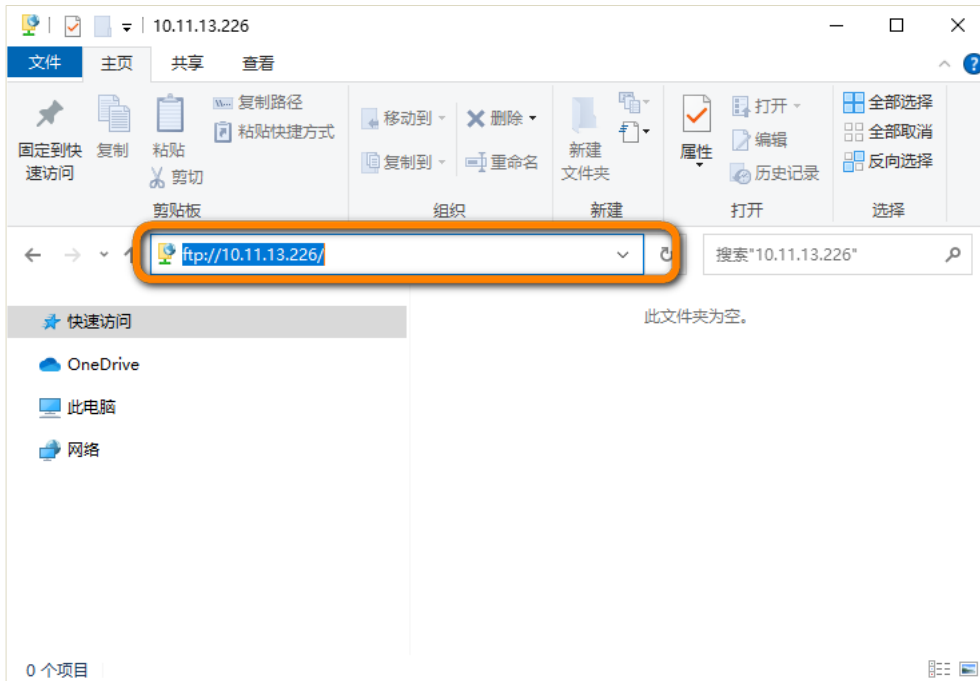 10.11.13.226
文件 主页 共享 查看
固定到快速访问
复制
粘贴
复制路径
粘贴快捷方式
剪切
剪贴板
移动到
复制到
删除
重命名
组织
新建
文件夹
新建
属性
打开
编辑
历史记录
打开
全部选择
全部取消
反向选择
选择
ftp://10.11.13.226/
搜索"10.11.13.226"
快速访问
OneDrive
此电脑
网络
此文件夹为空。
0 个项目